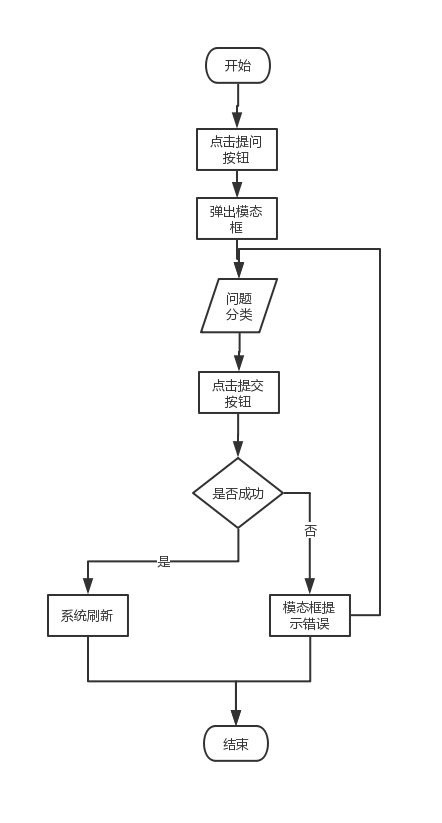 开始
点击提问
按钮
弹出模态
框
问题
分类
点击提交
按钮
是否成功
否
是
系统刷新
模态框提
示错误
结束